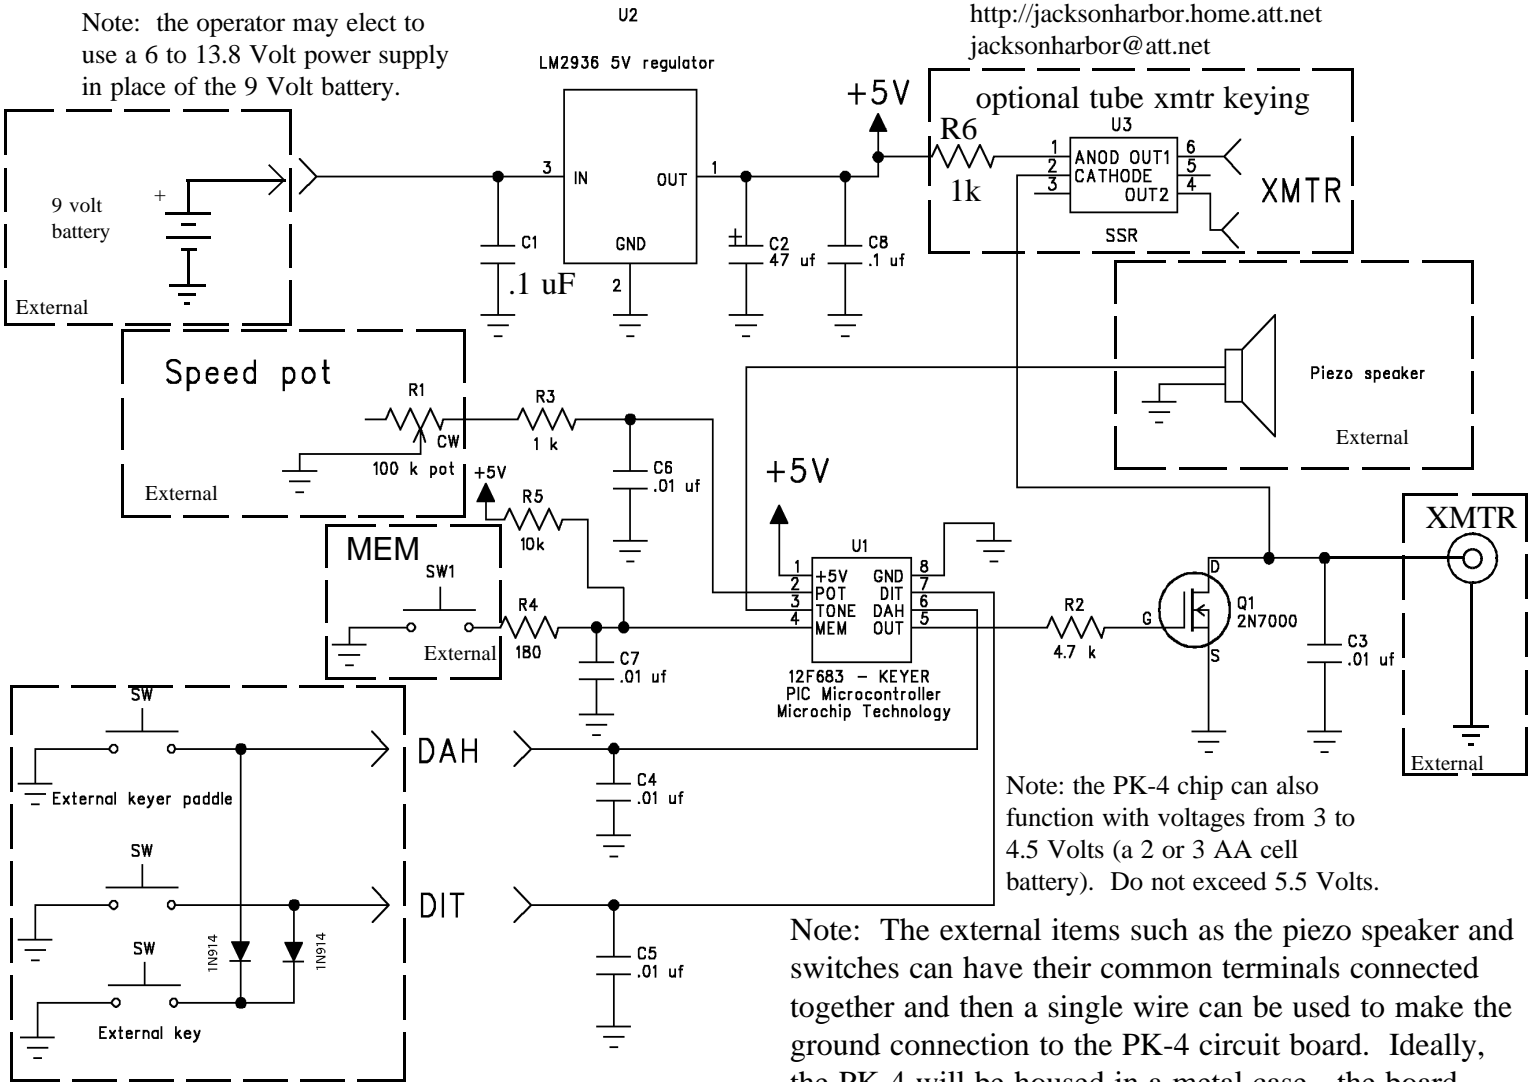 Note: the operator may elect to
use a 6 to 13.8 Volt power supply
in place of the 9 Volt battery.
U2
LM2936 5V regulator
http://jacksonharbor.home.att.net
jacksonharbor@att.net
+5V
optional tube xmtr keying
R6
1k
U3
1
2
3
ANOD OUT1
CATHODE
OUT2
6
5
4
SSR
XMTR
9 volt
battery
+
External
3
IN
OUT
1
GND
2
C1
.1 uF
+
C2
47 uf
C8
.1 uf
Speed pot
R1
CW
100 k pot
External
R3
1 k
C6
.01 uf
+5V
R5
10k
Piezo speaker
External
MEM
SW1
External
R4
180
C7
.01 uf
+5V
U1
1
2
3
4
+5V GND
POT DIT
TONE DAH
MEM OUT
8
7
6
5
12F683 - KEYER
PIC Microcontroller
Microchip Technology
R2
4.7 k
G
D
S
Q1
2N7000
C3
.01 uf
XMTR
External
SW
External keyer paddle
DAH
C4
.01 uf
SW
DIT
C5
.01 uf
SW
1N914
1N914
External key
Note: the PK-4 chip can also
function with voltages from 3 to
4.5 Volts (a 2 or 3 AA cell
battery). Do not exceed 5.5 Volts.
Note: The external items such as the piezo speaker and
switches can have their common terminals connected
together and then a single wire can be used to make the
ground connection to the PK-4 circuit board. Ideally,
the PK-4 will be housed in a metal case - the board